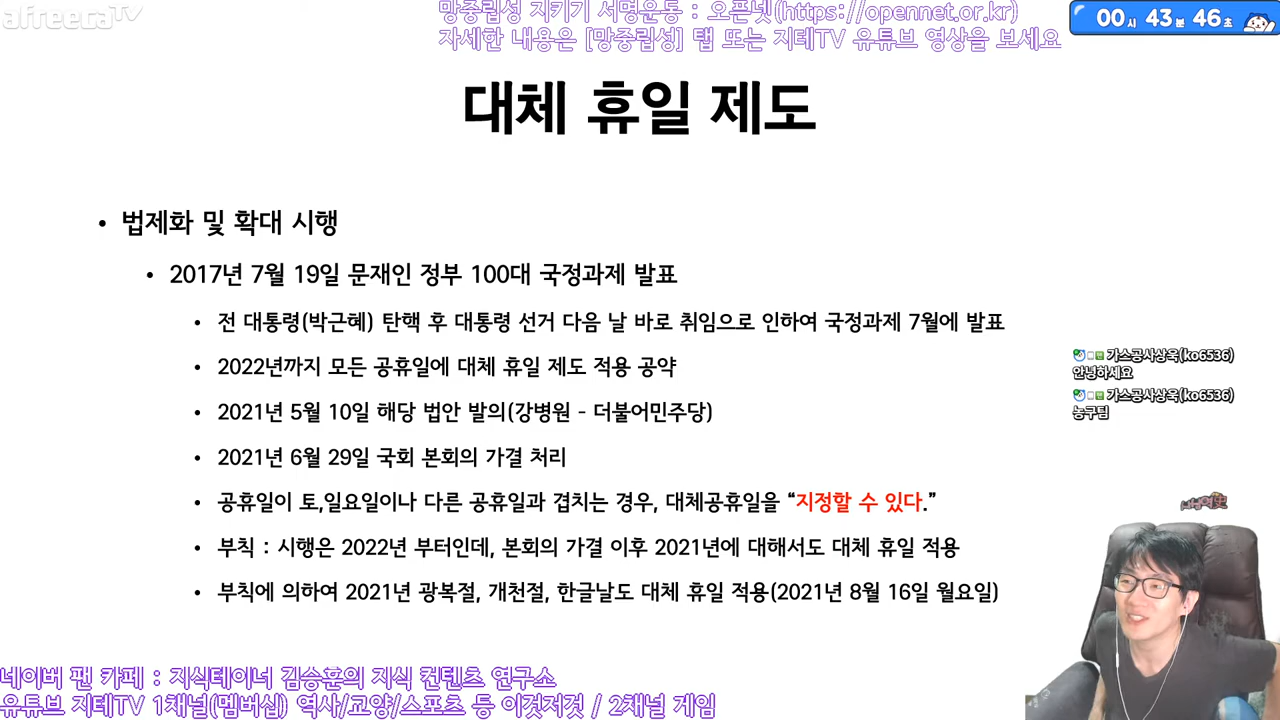 afreecaTV
망중립성 지키기 서명운동 : 오픈넷(https://opennet.or.kr)
자세한 내용은 [망중립성] 탭 또는 지테TV 유튜브 영상을 보세요
00시 43분 46초
대체 휴일 제도
• 법제화 및 확대 시행
• 2017년 7월 19일 문재인 정부 100대 국정과제 발표
• 전 대통령(박근혜) 탄핵 후 대통령 선거 다음 날 바로 취임으로 인하여 국정과제 7월에 발표
• 2022년까지 모든 공휴일에 대체 휴일 제도 적용 공약
• 2021년 5월 10일 해당 법안 발의(강병원 - 더불어민주당)
• 2021년 6월 29일 국회 본회의 가결 처리
• 공휴일이 토,일요일이나 다른 공휴일과 겹치는 경우, 대체공휴일을 “지정할 수 있다.”
• 부칙 : 시행은 2022년 부터인데, 본회의 가결 이후 2021년에 대해서도 대체 휴일 적용
• 부칙에 의하여 2021년 광복절, 개천절, 한글날도 대체 휴일 적용(2021년 8월 16일 월요일)
가스공사상욱(ko6536)
안녕하세요
가스공사상욱(ko6536)
농구팀
네이버 팬 카페 : 지식테이너 김승훈의 지식 컨텐츠 연구소
유튜브 지테TV 1채널(멤버십) 역사/교양/스포츠 등 이것저것 / 2채널 게임